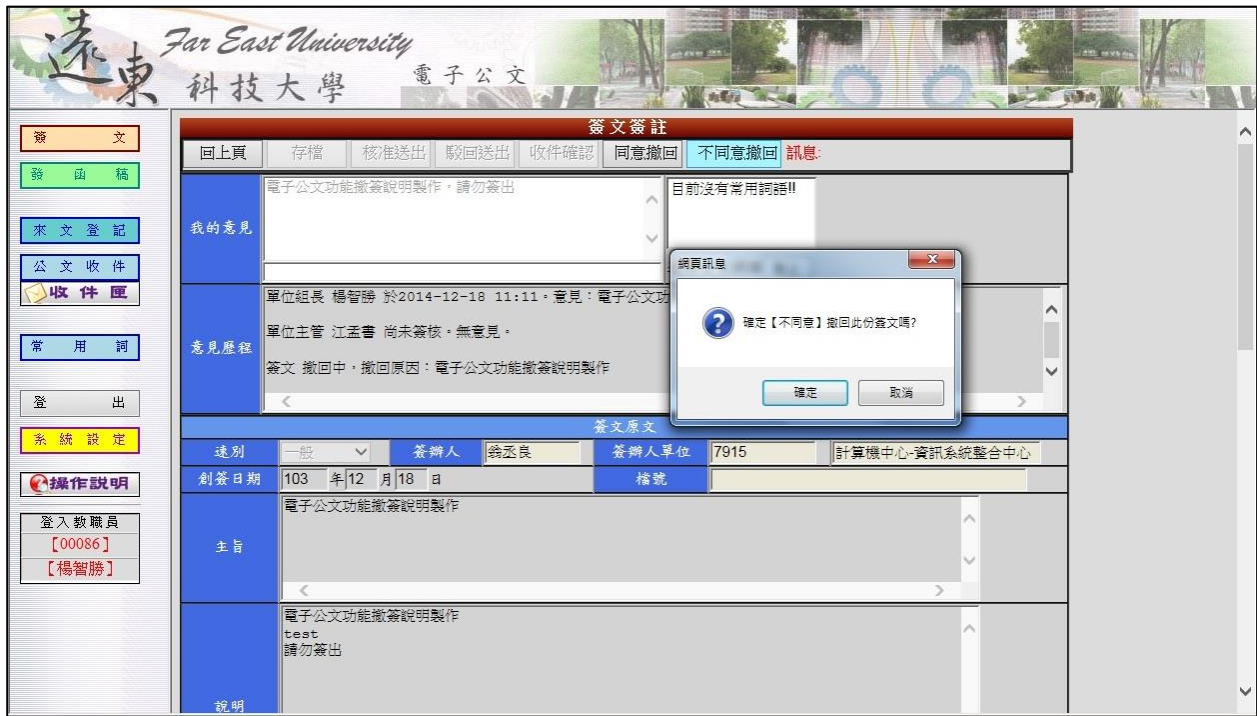 遠東 Far East University
科技大學 電子公文
簽文
發函稿
來文登記
公文收件
收件匣
常用詞
登出
系統設定
操作說明
登入教職員
【00086】
【楊智勝】
簽文簽註
回上頁 存檔 核准送出 駁回送出 收件確認 同意撤回 不同意撤回 訊息:
我的意見
電子公文功能撤簽說明製作，請勿簽出
目前沒有常用詞語!!
網頁訊息
確定【不同意】撤回此份簽文嗎?
確定 取消
意見歷程
單位組長 楊智勝 於2014-12-18 11:11。意見：電子公文功
單位主管 江孟書 尚未簽核。無意見。
簽文 撤回中，撤回原因：電子公文功能撤簽說明製作
簽文原文
速別 一般 簽辦人 翁丞良 簽辦人單位 7915 計算機中心-資訊系統整合中心
創簽日期 103 年 12 月 18 日 檔號
主旨
電子公文功能撤簽說明製作
說明
電子公文功能撤簽說明製作
test
請勿簽出